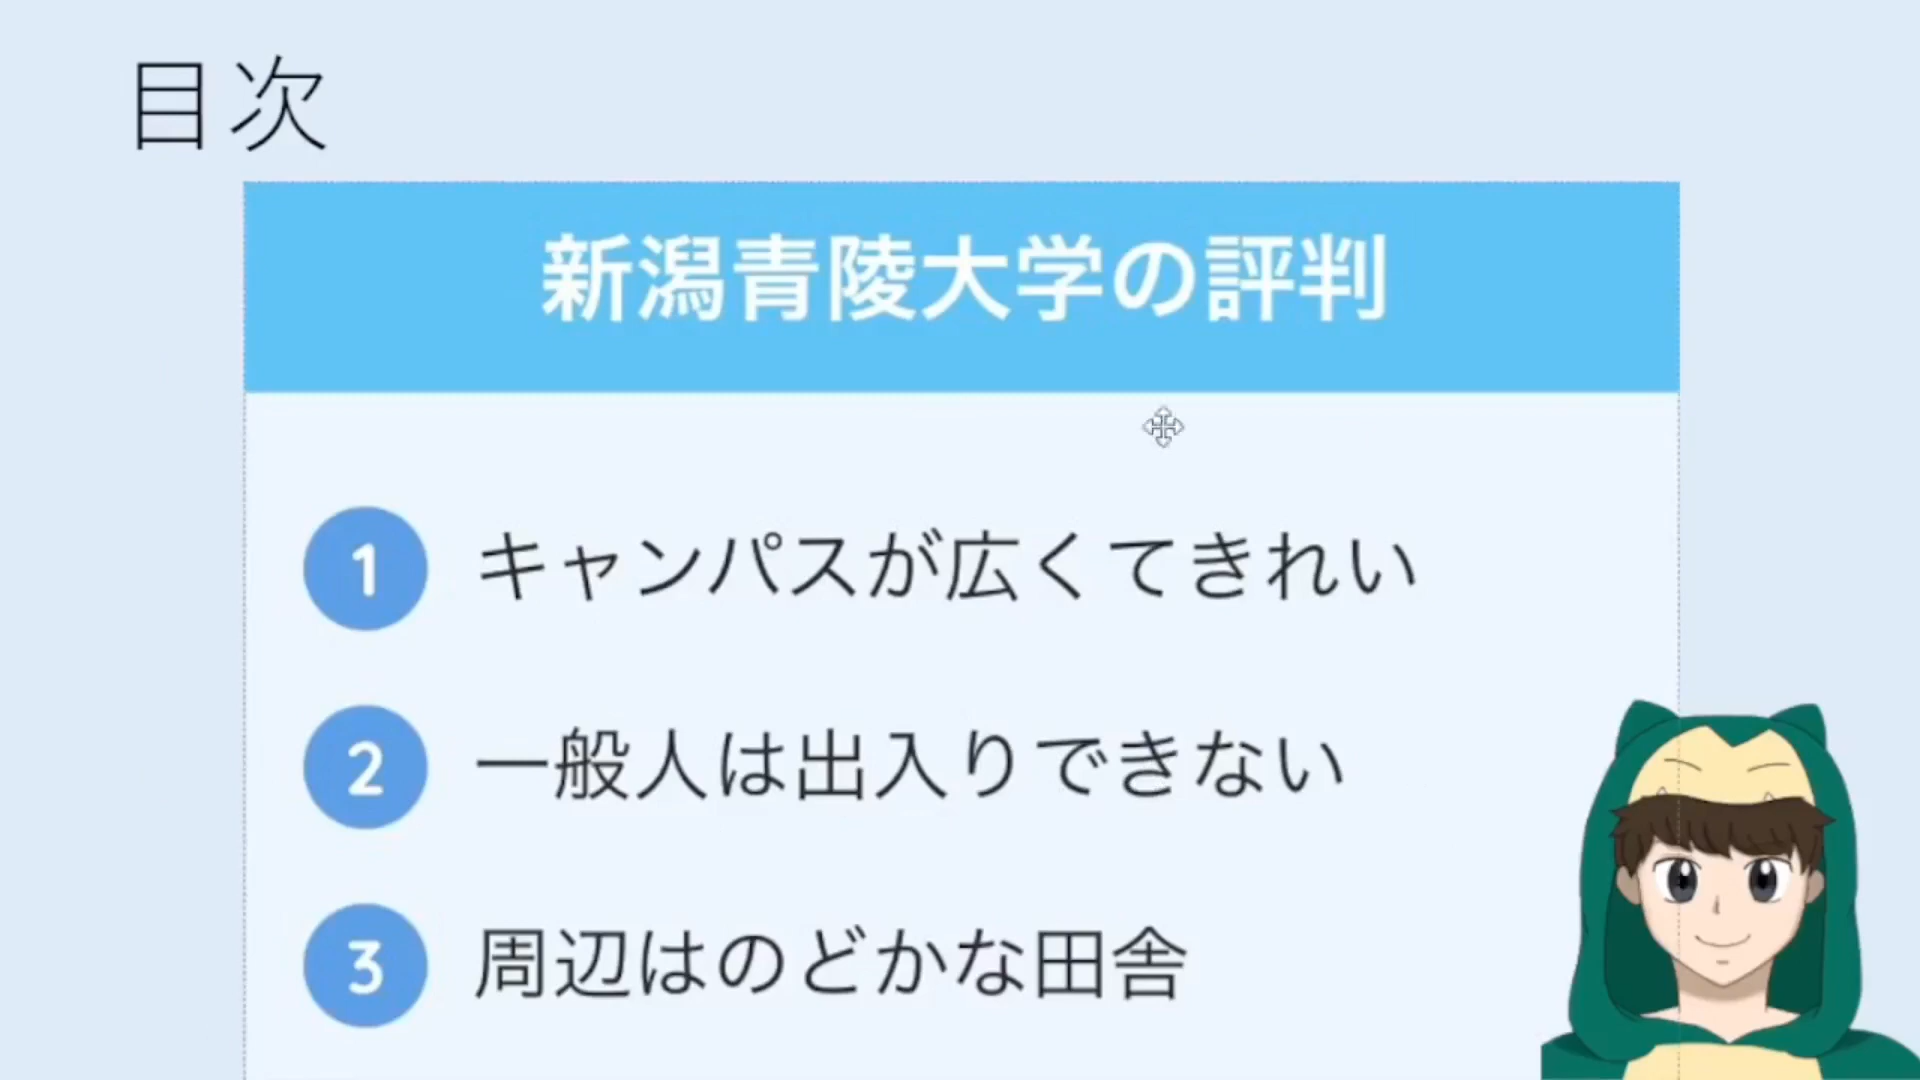 目次
新潟青陵大学の評判
1 キャンパスが広くてきれい
2 一般人は出入りできない
3 周辺はのどかな田舎